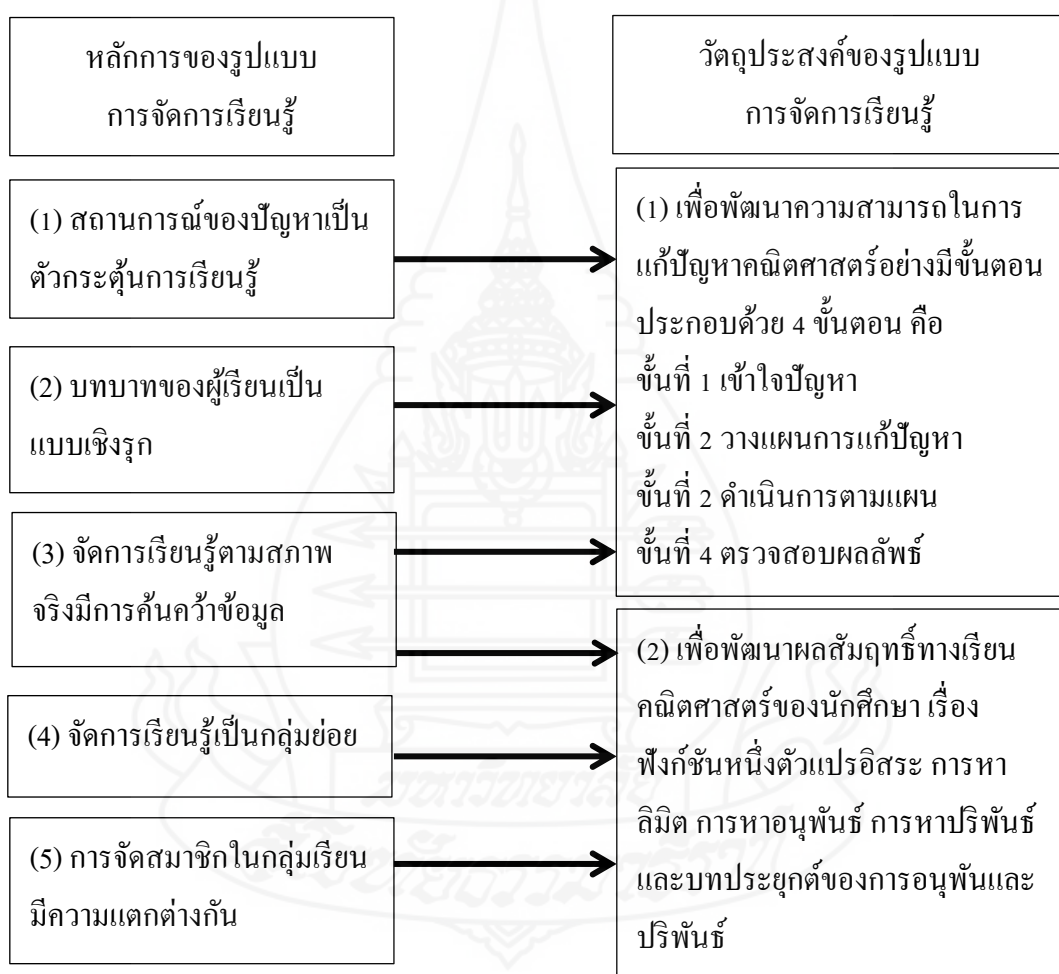 หลักการของรูปแบบ
การจัดการเรียนรู้
วัตถุประสงค์ของรูปแบบ
การจัดการเรียนรู้
(1) สถานการณ์ของปัญหาเป็น
ตัวกระตุ้นการเรียนรู้
(2) บทบาทของผู้เรียนเป็น
แบบเชิงรุก
(3) จัดการเรียนรู้ตามสภาพ
จริงมีการค้นคว้าข้อมูล
(4) จัดการเรียนรู้เป็นกลุ่มย่อย
(5) การจัดสมาชิกในกลุ่มเรียน
มีความแตกต่างกัน
(1) เพื่อพัฒนาความสามารถในการ
แก้ปัญหาคณิตศาสตร์อย่างมีขั้นตอน
ประกอบด้วย 4 ขั้นตอน คือ
ขั้นที่ 1 เข้าใจปัญหา
ขั้นที่ 2 วางแผนการแก้ปัญหา
ขั้นที่ 2 ดำเนินการตามแผน
ขั้นที่ 4 ตรวจสอบผลลัพธ์
(2) เพื่อพัฒนาผลสัมฤทธิ์ทางเรียน
คณิตศาสตร์ของนักศึกษา เรื่อง
ฟังก์ชันหนึ่งตัวแปรอิสระ การหา
ลิมิต การหาอนุพันธ์ การหาปริพันธ์
และบทประยุกต์ของการอนุพันและ
ปริพันธ์
มหาวิทยาลัย